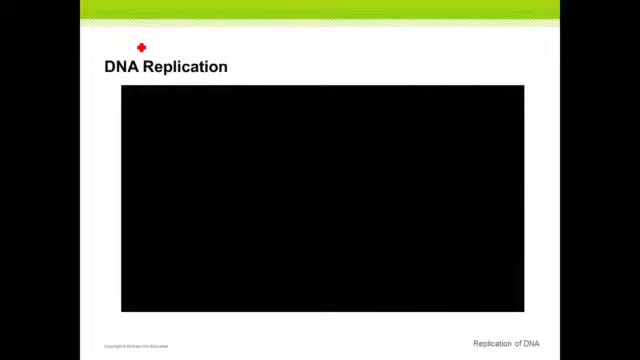 DNA Replication
Copyright © McGraw-Hill Education
Replication of DNA